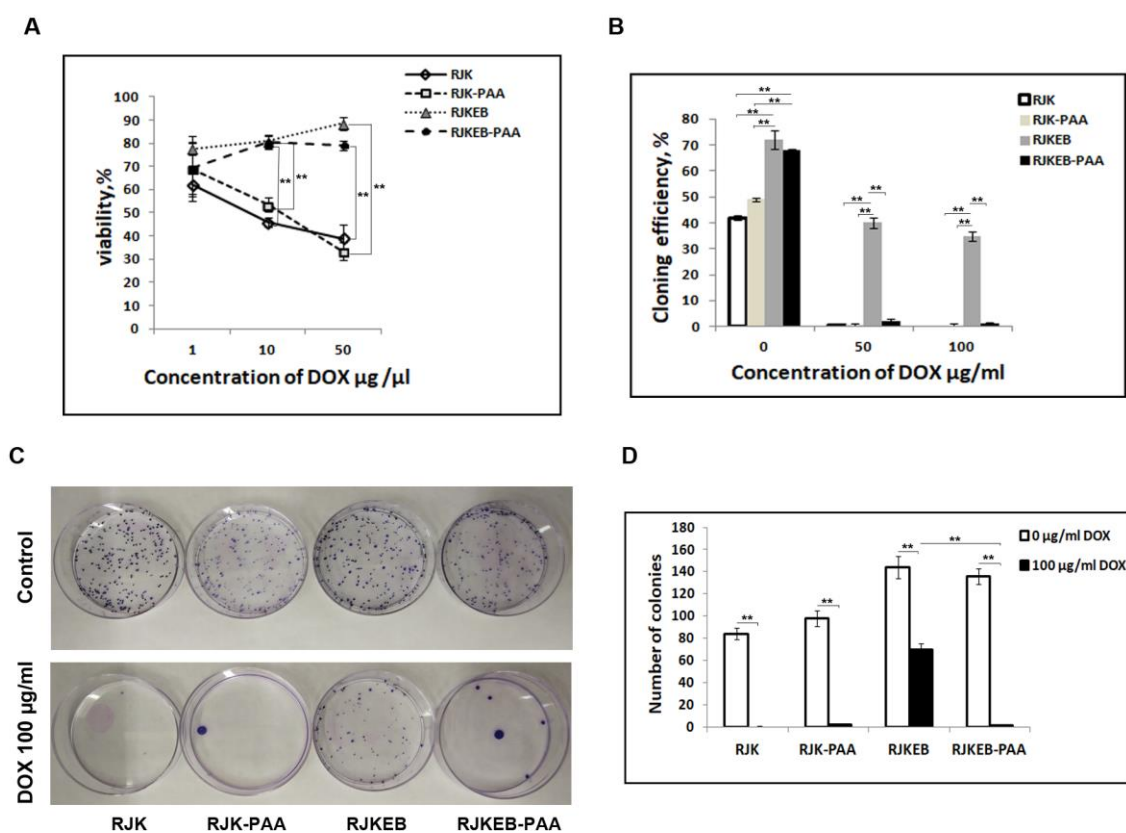 A
RJK
RJK-PAA
RJKEB
RJKEB-PAA
viability,%
100
90
80
70
60
50
40
30
20
10
0
**
**
**
**
1 10 50
Concentration of DOX µg /µl
B
RJK
RJK-PAA
RJKEB
RJKEB-PAA
Cloning efficiency, %
80
70
60
50
40
30
20
10
0
**
**
**
**
** **
**
** **
**
0 50 100
Concentration of DOX µg/ml
C
Control
DOX 100 µg/ml
RJK RJK-PAA RJKEB RJKEB-PAA
D
0 µg/ml DOX
100 µg/ml DOX
Number of colonies
180
160
140
120
100
80
60
40
20
0
**
**
** **
**
RJK RJK-PAA RJKEB RJKEB-PAA